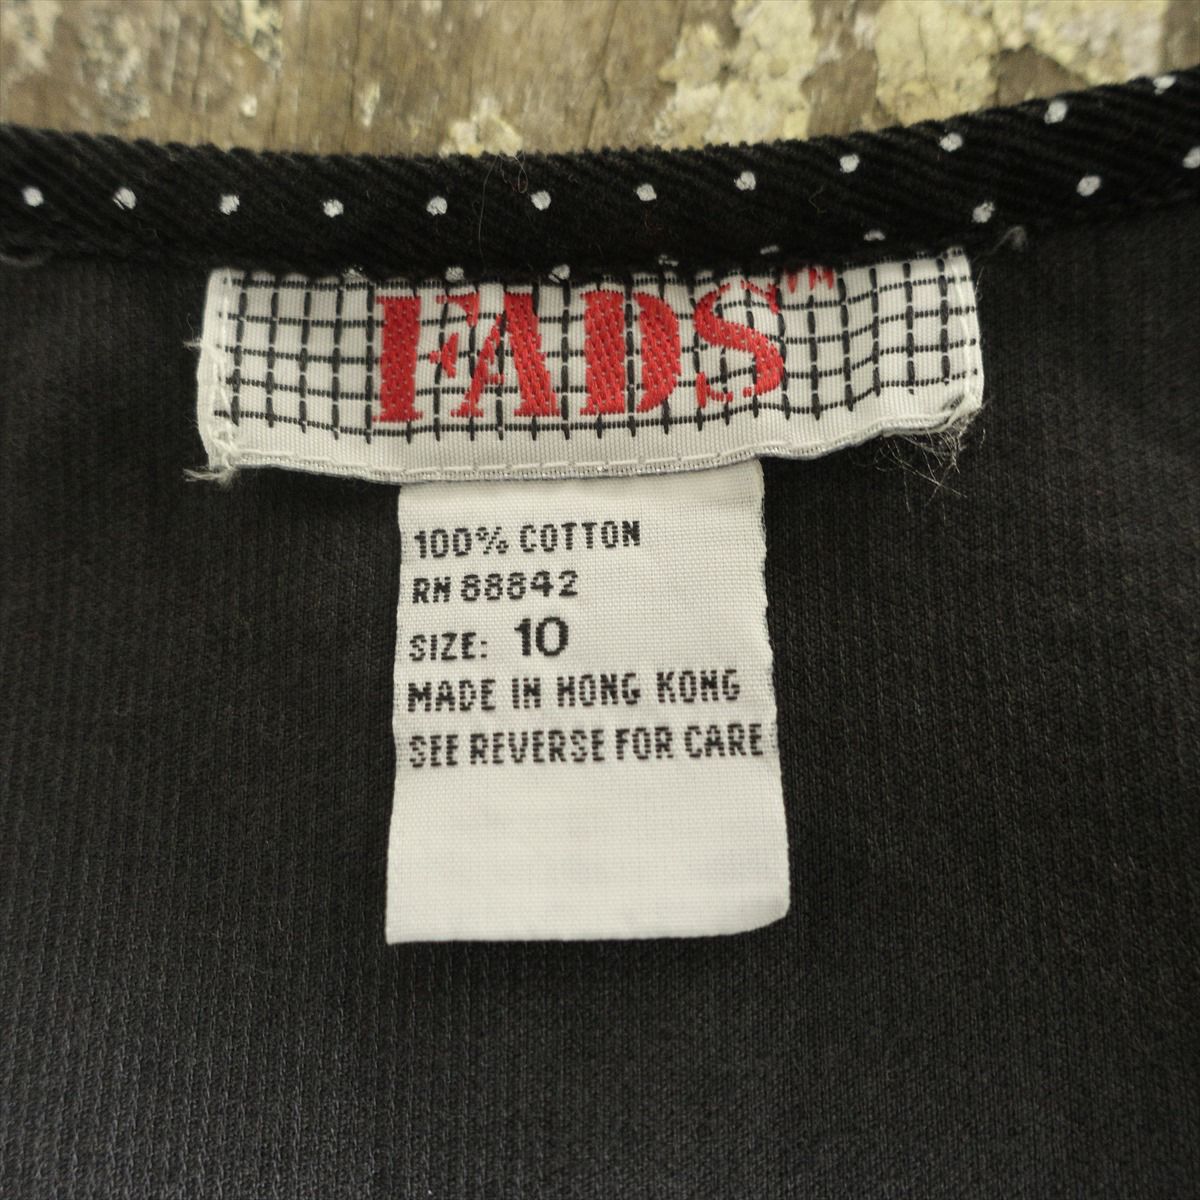 FADS™
100% COTTON
RN 88842
SIZE: 10
MADE IN HONG KONG
SEE REVERSE FOR CARE